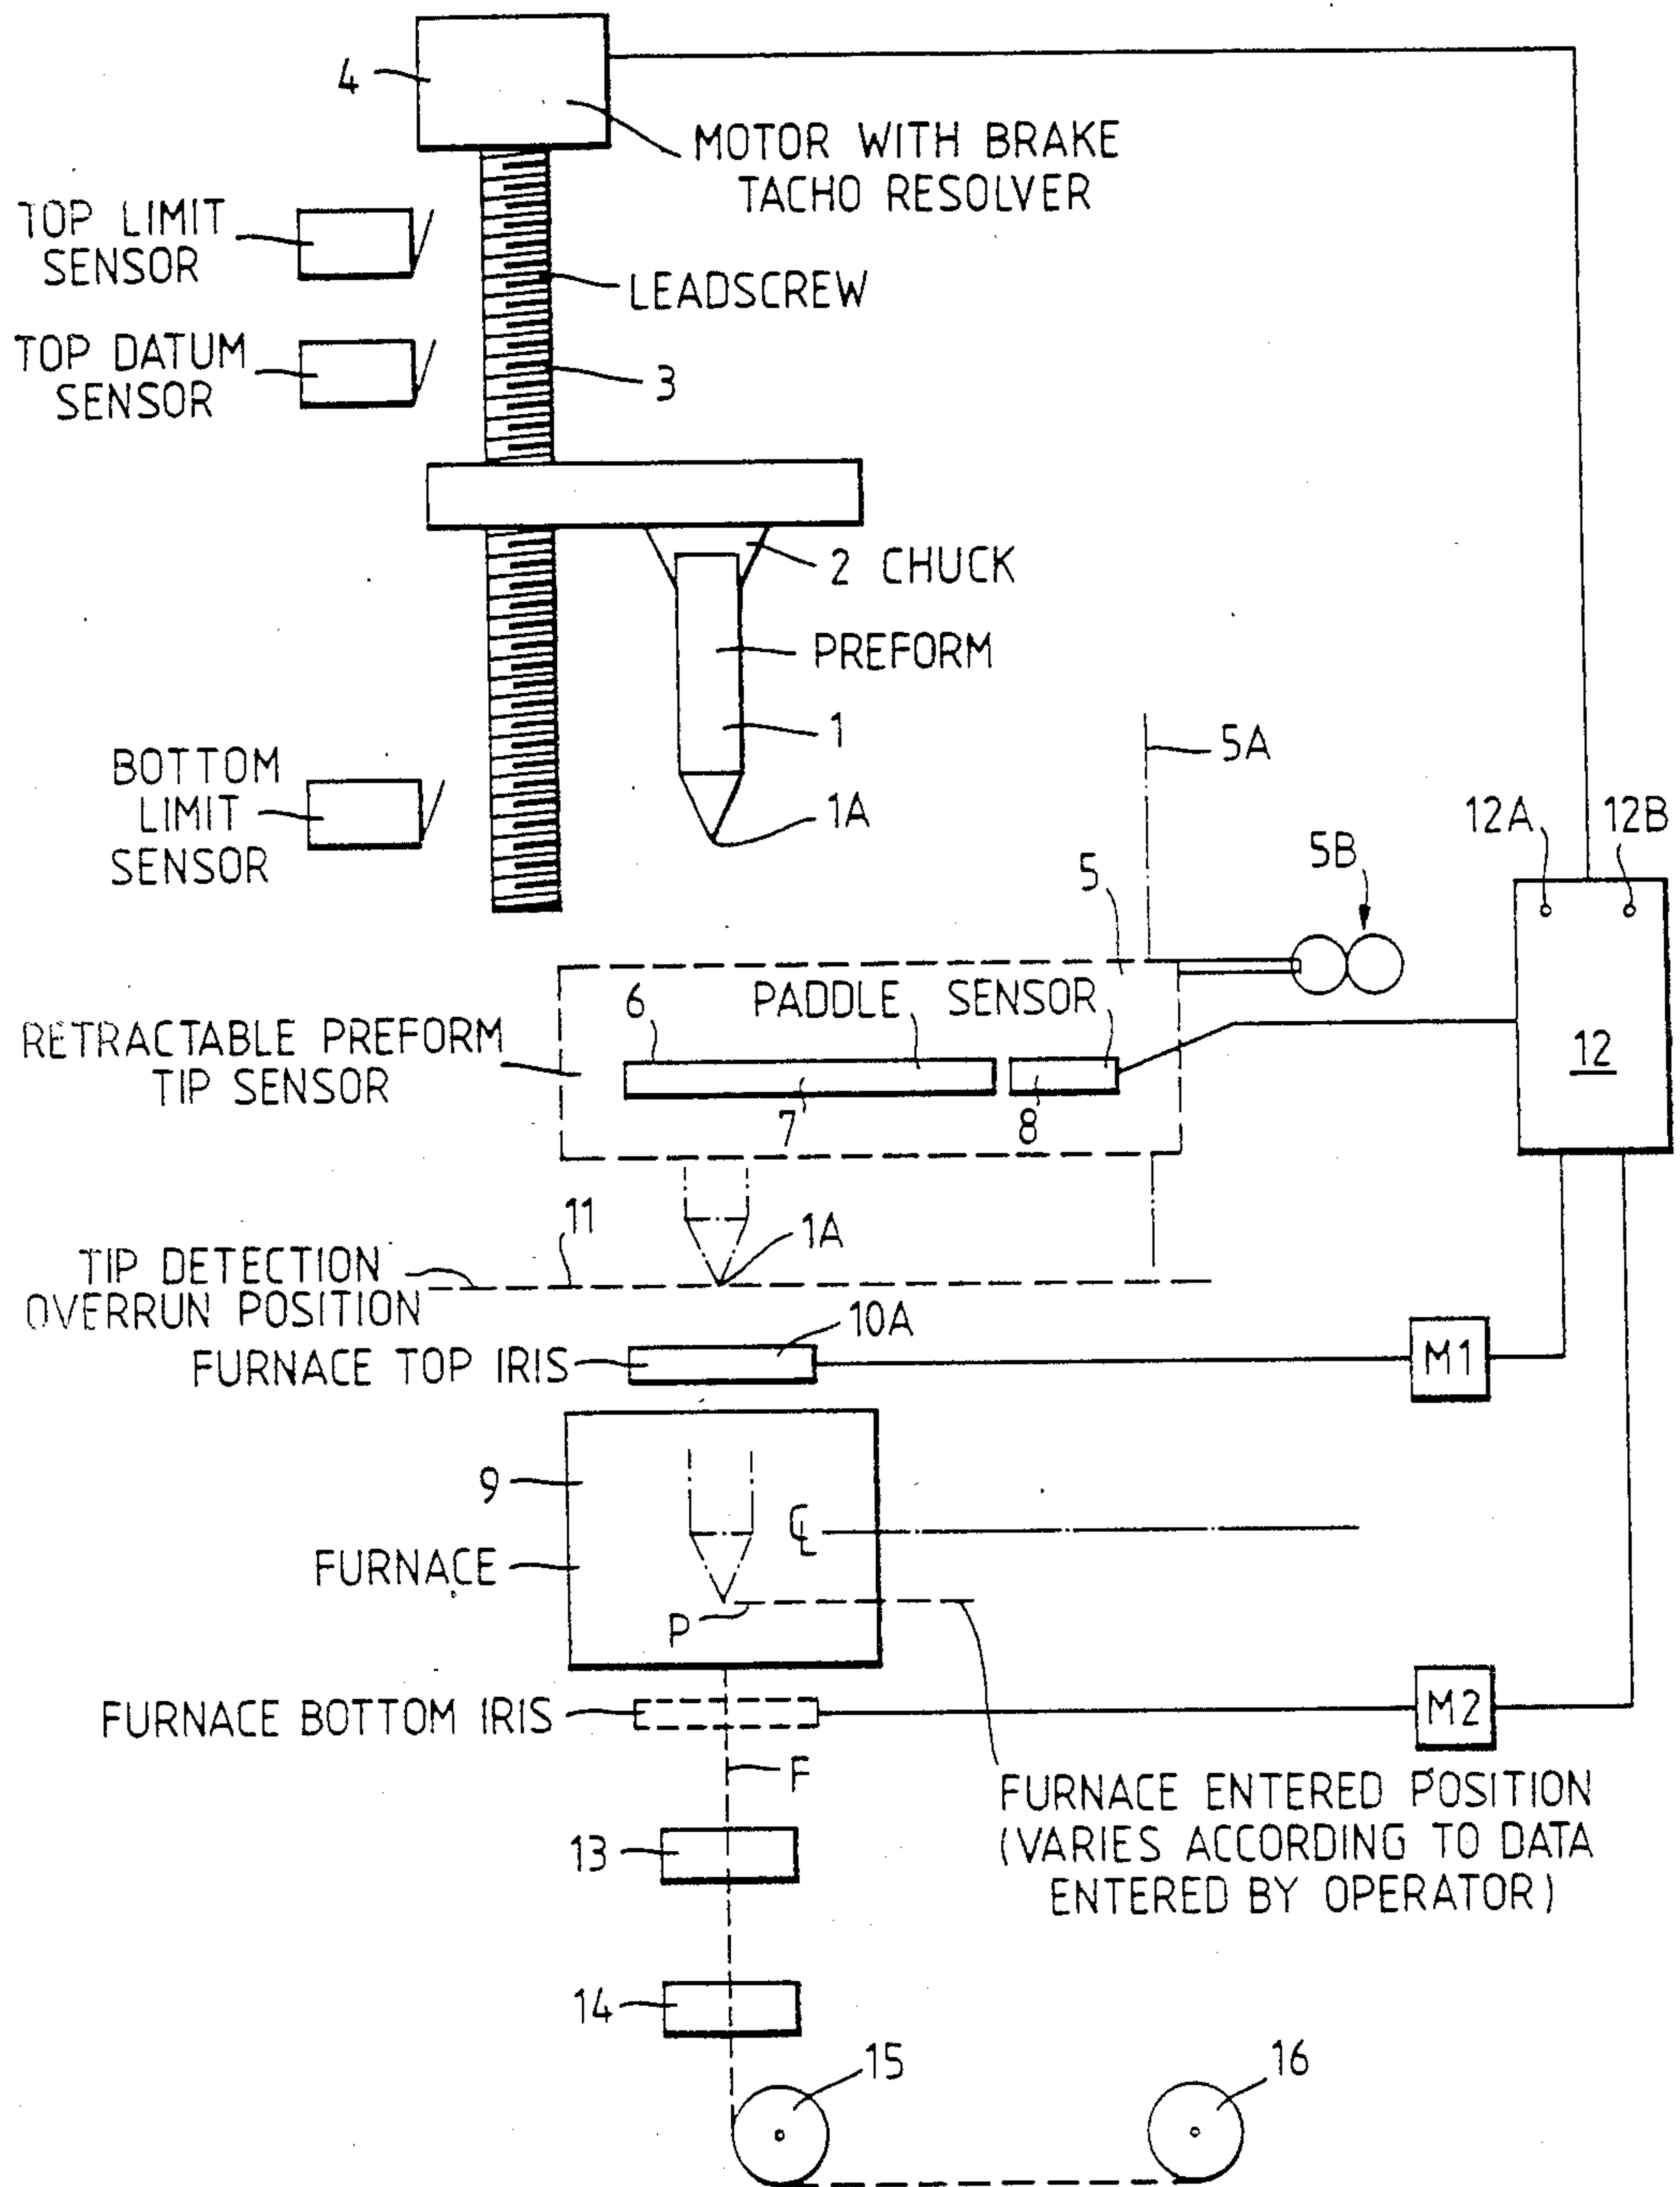 4
MOTOR WITH BRAKE
TACHO RESOLVER
TOP LIMIT
SENSOR
LEADSCREW
TOP DATUM
SENSOR
3
2 CHUCK
PREFORM
1
5A
BOTTOM
LIMIT
SENSOR
1A
12A
12B
5B
5
6
PADDLE SENSOR
RETRACTABLE PREFORM
TIP SENSOR
7
8
12
11
1A
TIP DETECTION
OVERRUN POSITION
10A
FURNACE TOP IRIS
M1
9
℄
FURNACE
P
FURNACE BOTTOM IRIS
M2
F
FURNACE ENTERED POSITION
(VARIES ACCORDING TO DATA
ENTERED BY OPERATOR)
13
14
15
16